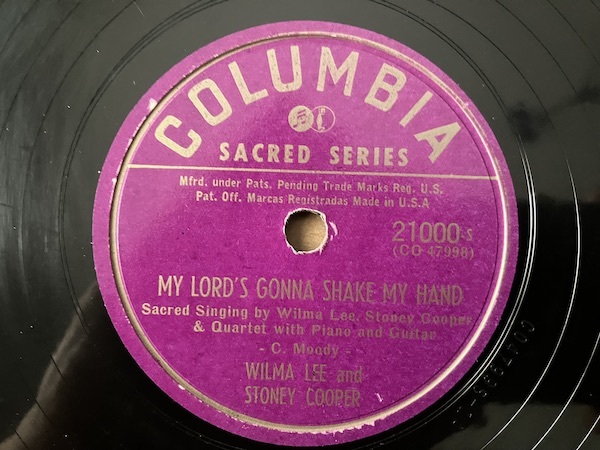 COLUMBIA
SACRED SERIES
Mfrd. under Pats. Pending Trade Marks Reg. U.S.
Pat. Off. Marcas Registradas Made in U.S.A
21000-s
(CO 47998)
MY LORD'S GONNA SHAKE MY HAND
Sacred Singing by Wilma Lee, Stoney Cooper
& Quartet with Piano and Guitar
- C. Moody -
WILMA LEE and
STONEY COOPER